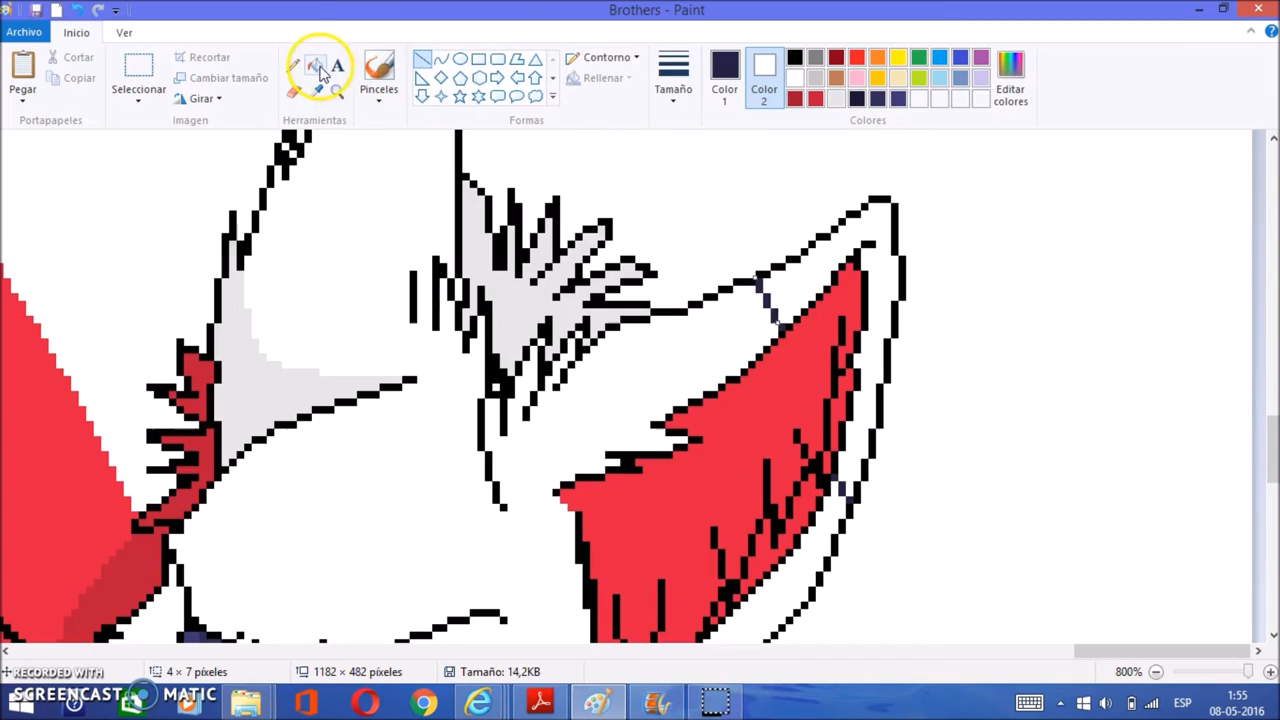 Brothers - Paint
Archivo Inicio Ver
Pegar
Cortar
Copiar
Portapapeles
Seleccionar
Recortar
Cambiar tamaño
Girar
Imagen
A
Herramientas
Pinceles
Contorno
Rellenar
Formas
Tamaño
Color 1
Color 2
Editar colores
Colores
4 × 7 píxeles
1182 × 482 píxeles
Tamaño: 14,2KB
800%
RECORDED WITH
SCREENCAST MATIC
ESP
1:55
08-05-2016